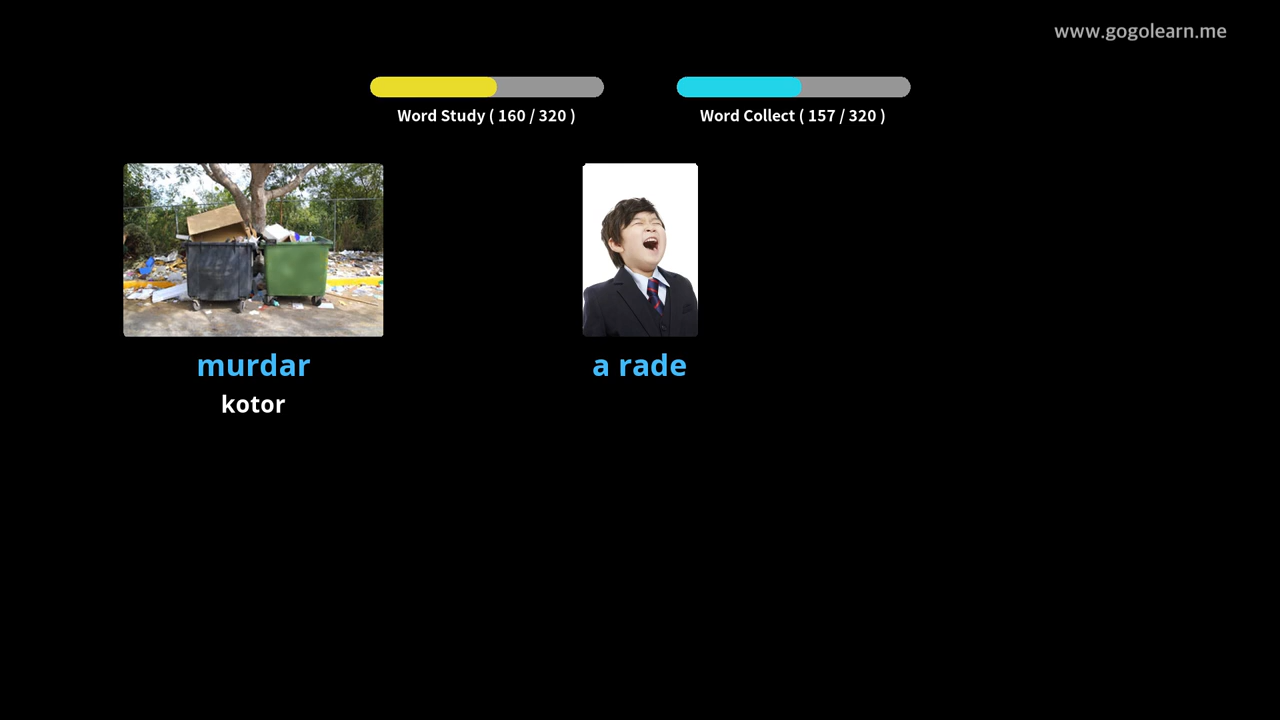 www.gogolearn.me
Word Study ( 160 / 320 )
Word Collect ( 157 / 320 )
murdar
a rade
kotor